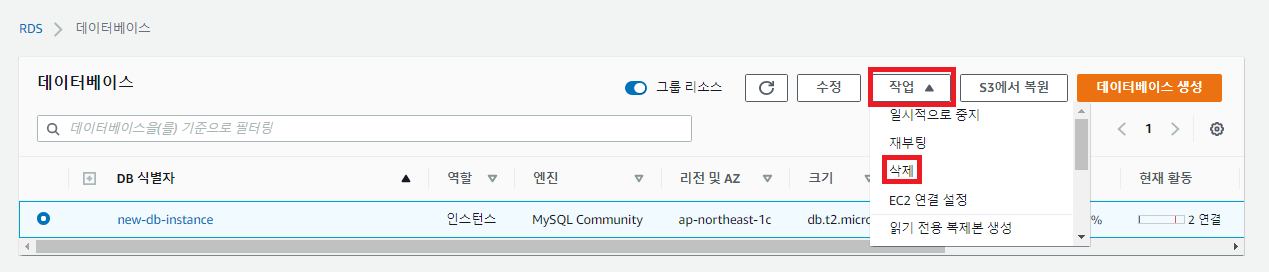 RDS > 데이터베이스
데이터베이스
그룹 리소스
수정
작업 ▲
S3에서 복원
데이터베이스 생성
데이터베이스을(를) 기준으로 필터링
일시적으로 중지
재부팅
삭제
EC2 연결 설정
읽기 전용 복제본 생성
< 1 >
DB 식별자 ▲ 역할 ▼ 엔진 ▼ 리전 및 AZ ▼ 크기 현재 활동
new-db-instance 인스턴스 MySQL Community ap-northeast-1c db.t2.micro % 2 연결